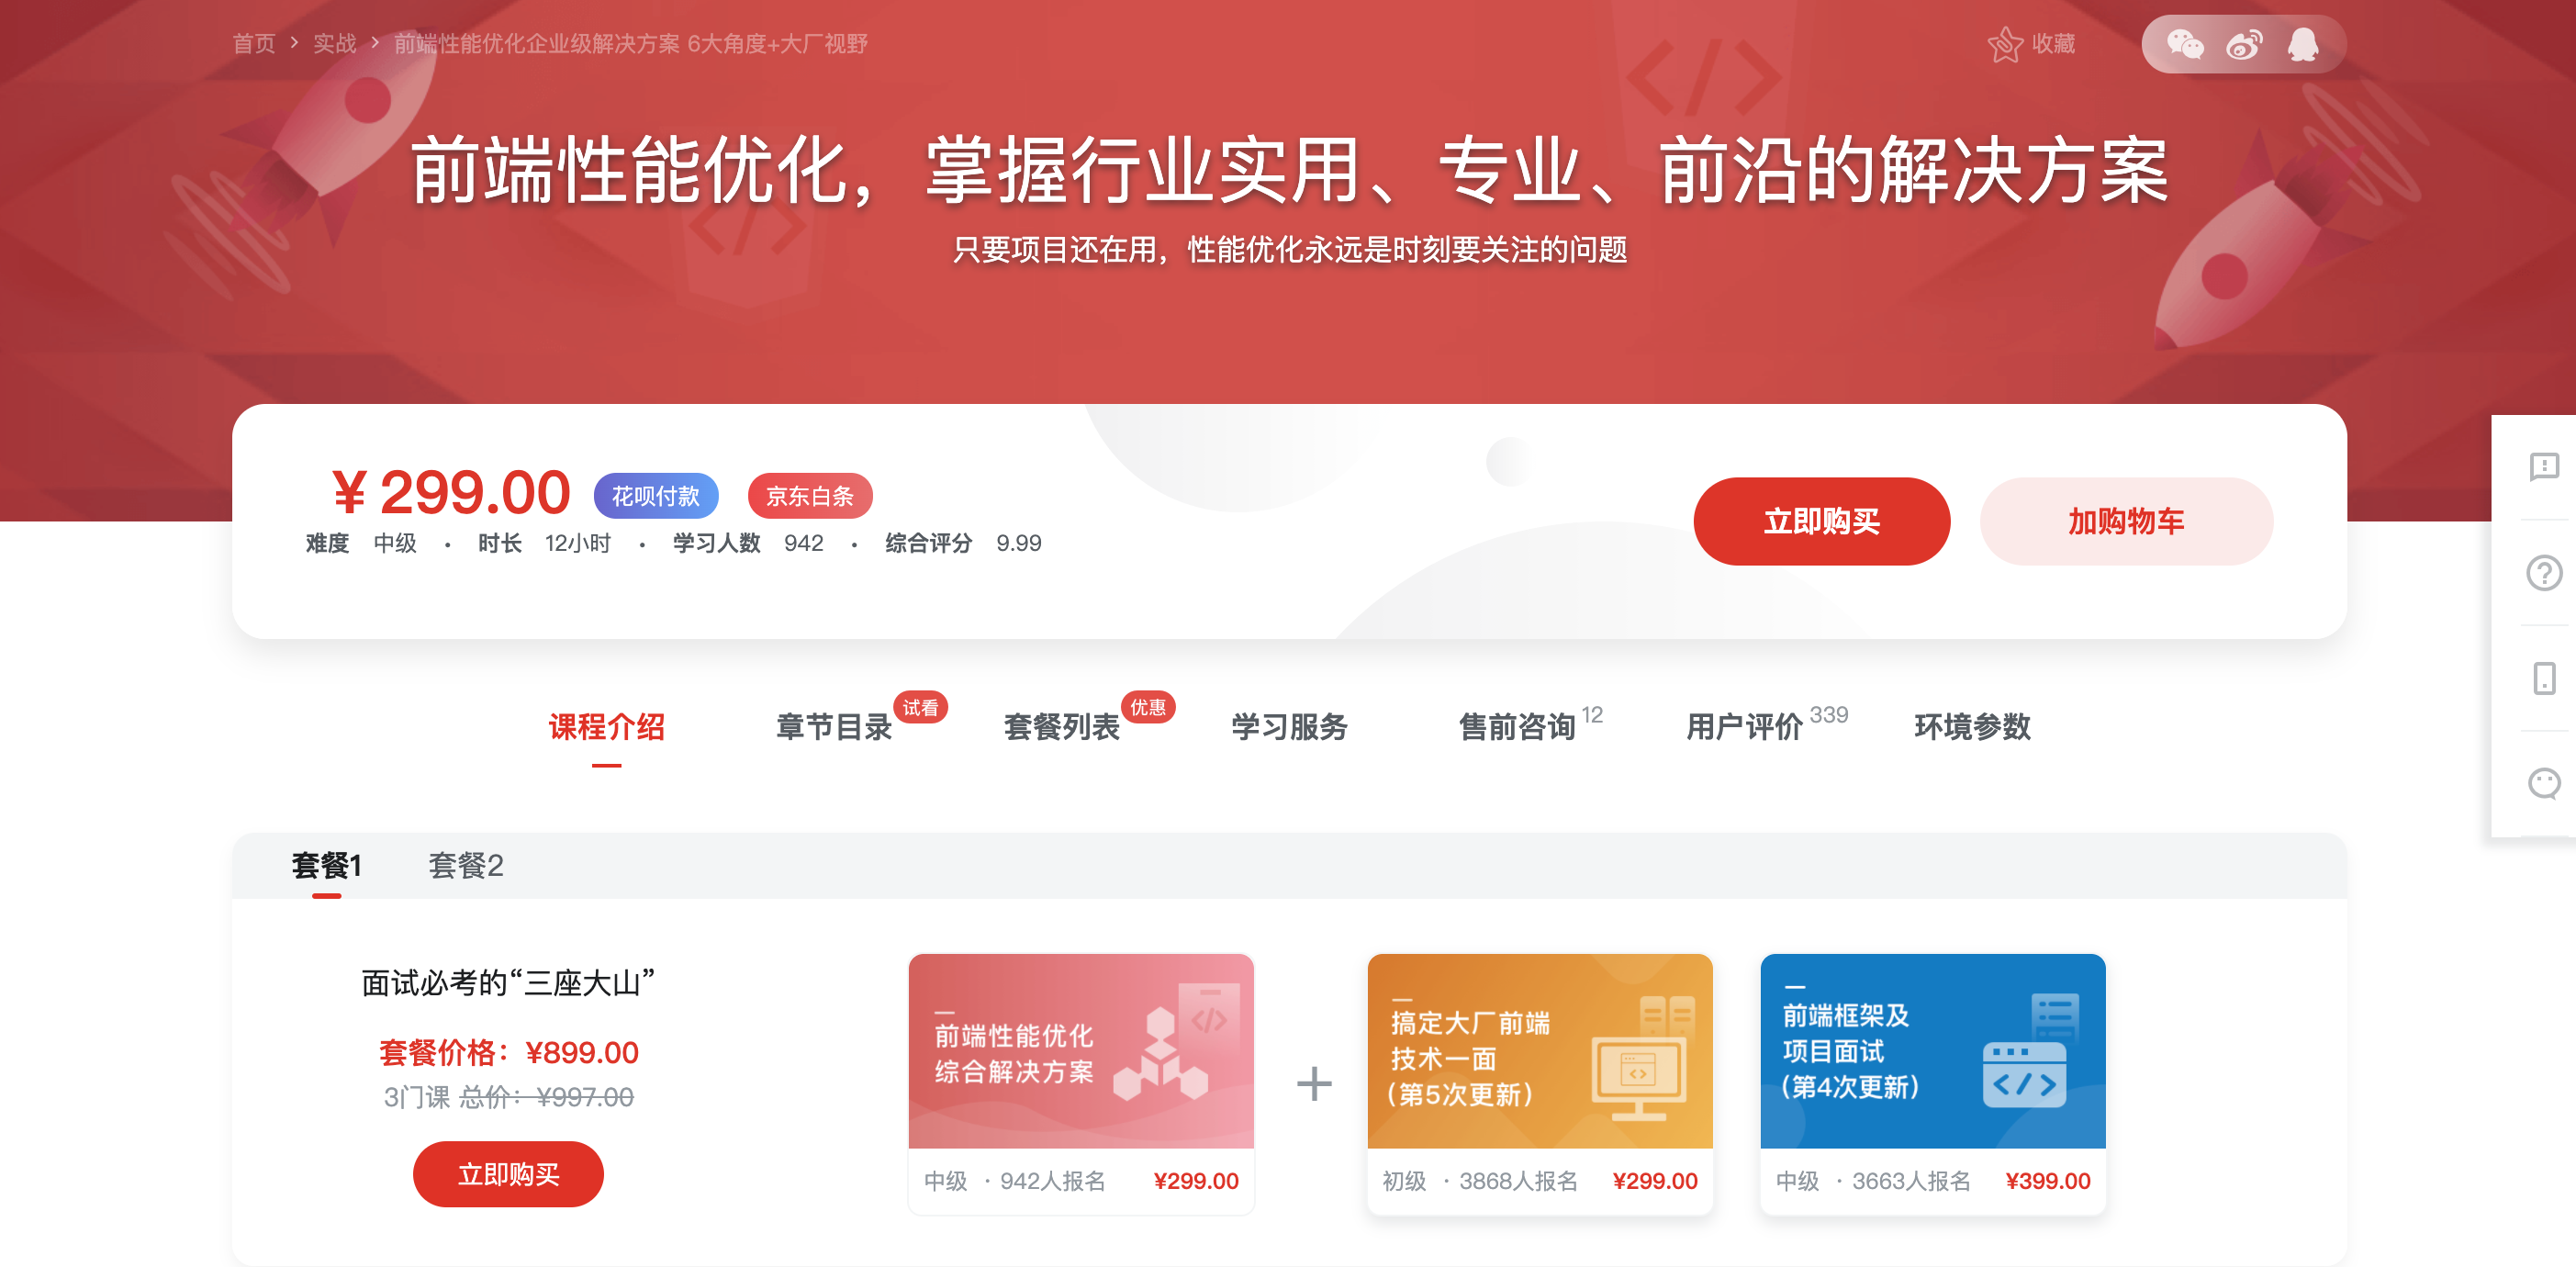 首页 > 实战 > 前端性能优化企业级解决方案 6大角度+大厂视野
收藏
前端性能优化，掌握行业实用、专业、前沿的解决方案
只要项目还在用，性能优化永远是时刻要关注的问题
¥ 299.00 花呗付款 京东白条
难度 中级 · 时长 12小时 · 学习人数 942 · 综合评分 9.99
立即购买 加购物车
课程介绍 章节目录 试看 套餐列表 优惠 学习服务 售前咨询 12 用户评价 339 环境参数
套餐1 套餐2
面试必考的“三座大山”
套餐价格：¥899.00
3门课 总价：¥997.00
立即购买
前端性能优化
综合解决方案
中级 · 942人报名 ¥299.00
+
搞定大厂前端
技术一面
（第5次更新）
初级 · 3868人报名 ¥299.00
前端框架及
项目面试
（第4次更新）
中级 · 3663人报名 ¥399.00